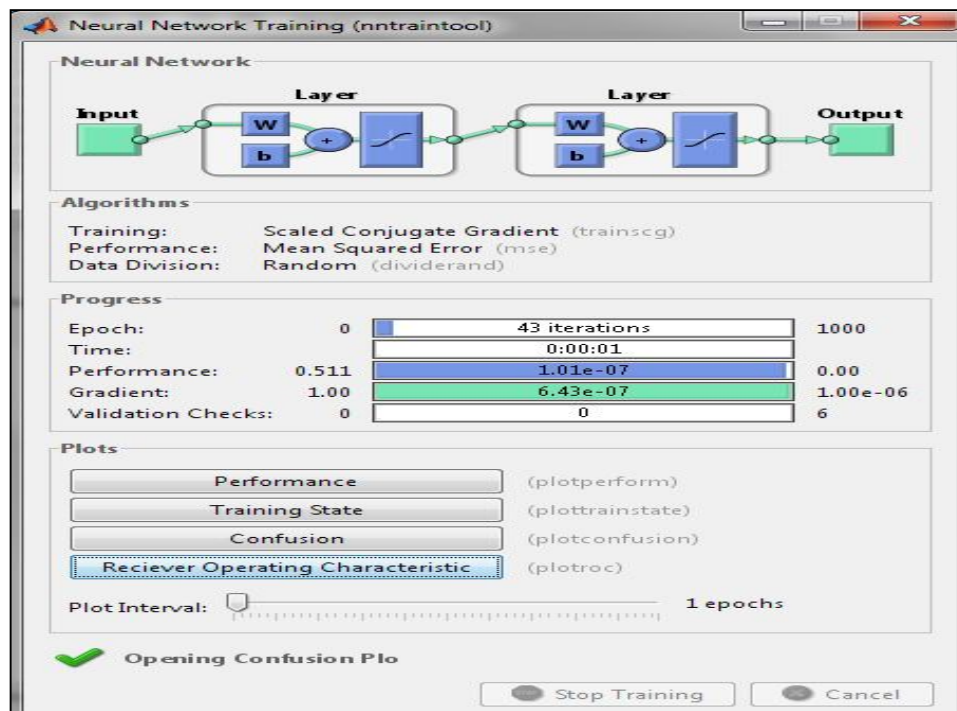 Neural Network Training (nntraintool)
Neural Network
Layer Layer
Input Output
W W
b b
+ +
Algorithms
Training: Scaled Conjugate Gradient (trainscg)
Performance: Mean Squared Error (mse)
Data Division: Random (dividerand)
Progress
Epoch: 0 43 iterations 1000
Time: 0:00:01
Performance: 0.511 1.01e-07 0.00
Gradient: 1.00 6.43e-07 1.00e-06
Validation Checks: 0 0 6
Plots
Performance (plotperform)
Training State (plottrainstate)
Confusion (plotconfusion)
Reciever Operating Characteristic (plotroc)
Plot Interval: 1 epochs
Opening Confusion Plo
Stop Training Cancel